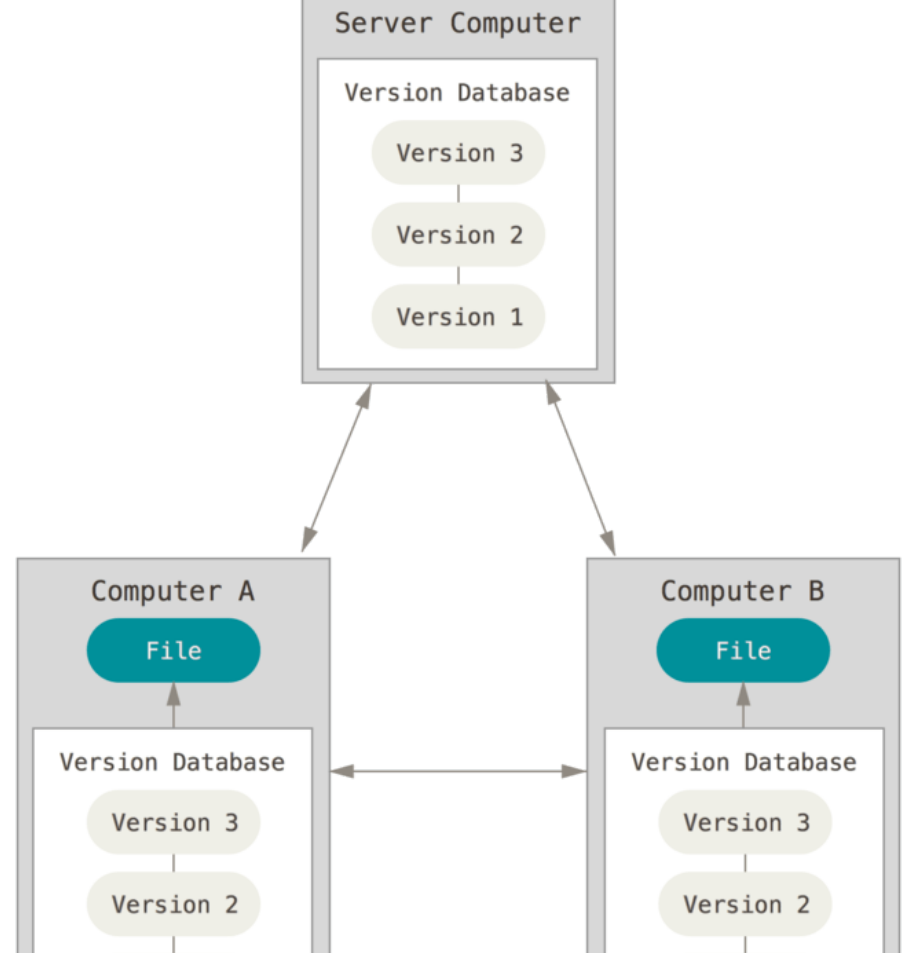 Server Computer
Version Database
Version 3
Version 2
Version 1
Computer A
File
Version Database
Version 3
Version 2
Computer B
File
Version Database
Version 3
Version 2